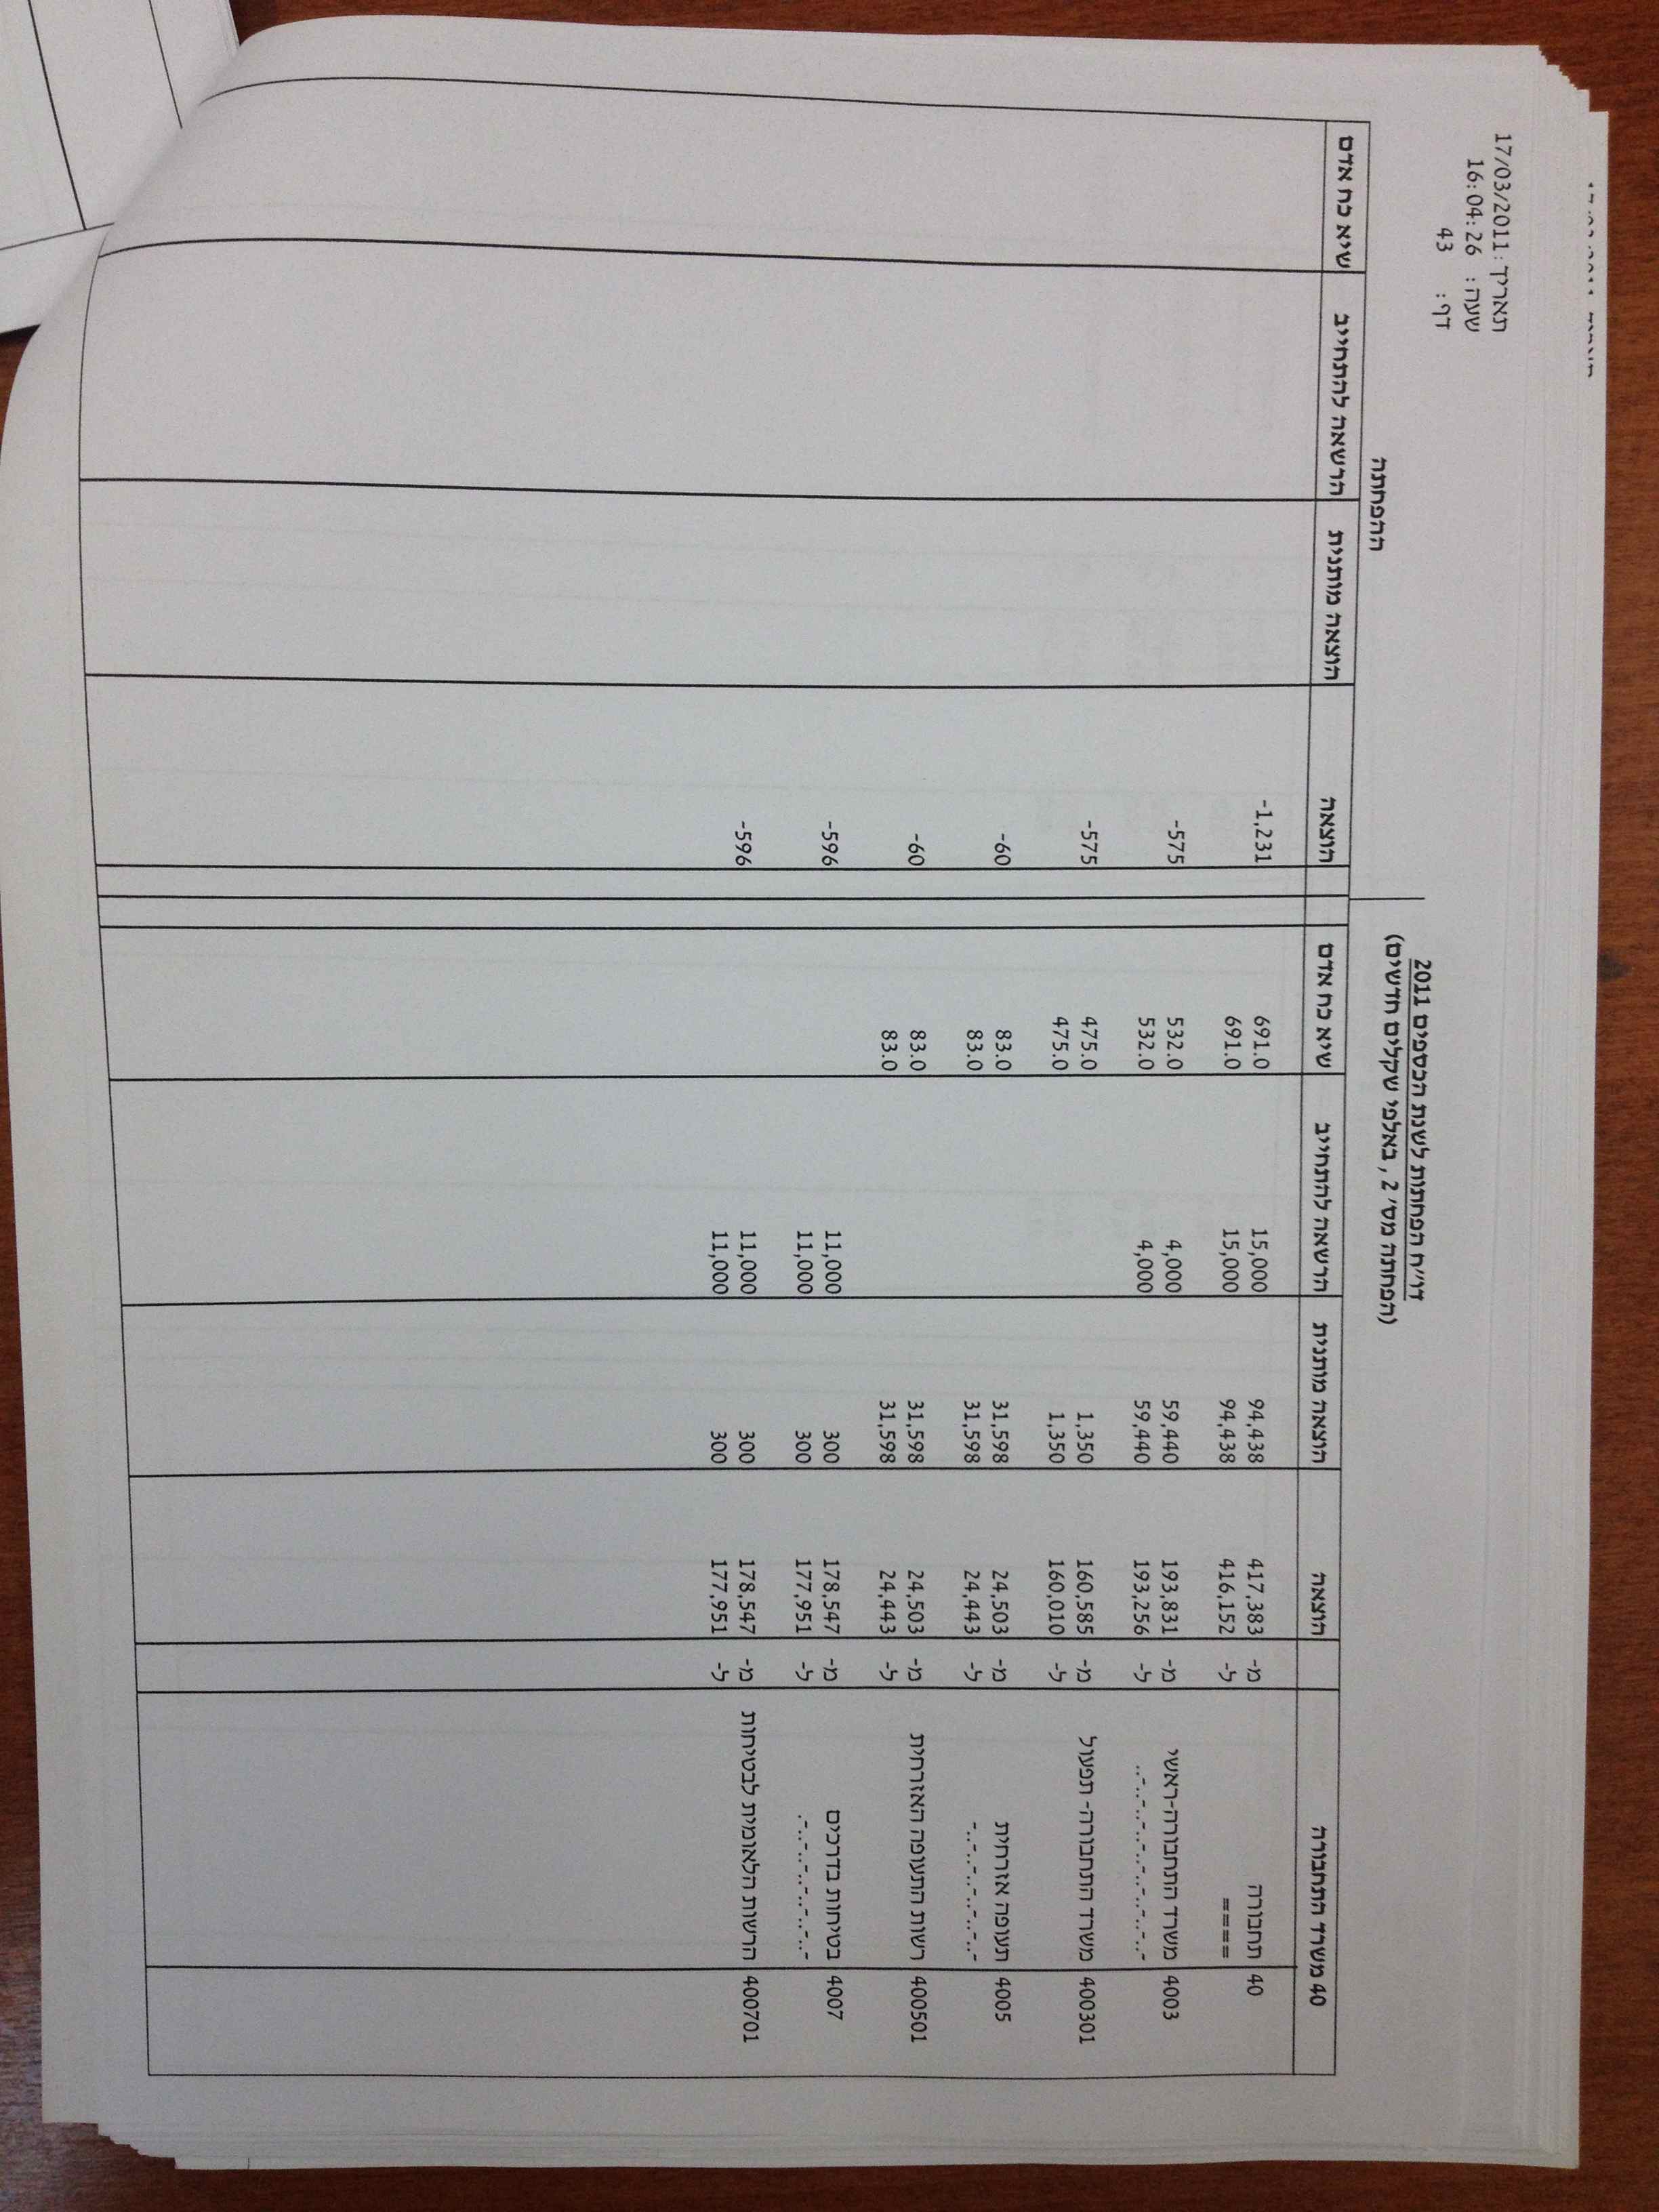 תאריך: 17/03/2011
שעה: 16:04:26
דף: 43
דו״ח הפחתות לשנת הכספים 2011
(הפחתה מס' 2 , באלפי שקלים חדשים)
ההפחתה
40 משרד התחבורה הוצאה הוצאה מותנית הרשאה להתחייב שיא כח אדם הוצאה הוצאה מותנית הרשאה להתחייב שיא כח אדם
40 תחבורה מ- 417,383 94,438 15,000 691.0 -1,231
==== ל- 416,152 94,438 15,000 691.0
4003 משרד התחבורה-ראשי מ- 193,831 59,440 4,000 532.0 -575
-..-..-..-..-..-..-..-.. ל- 193,256 59,440 4,000 532.0
400301 משרד התחבורה- תפעול מ- 160,585 1,350 475.0 -575
ל- 160,010 1,350 475.0
4005 תעופה אזרחית מ- 24,503 31,598 83.0 -60
-..-..-..-..-..- ל- 24,443 31,598 83.0
400501 רשות התעופה האזרחית מ- 24,503 31,598 83.0 -60
ל- 24,443 31,598 83.0
4007 בטיחות בדרכים מ- 178,547 300 11,000 -596
-..-..-..-..-..-. ל- 177,951 300 11,000
400701 הרשות הלאומית לבטיחות מ- 178,547 300 11,000 -596
ל- 177,951 300 11,000